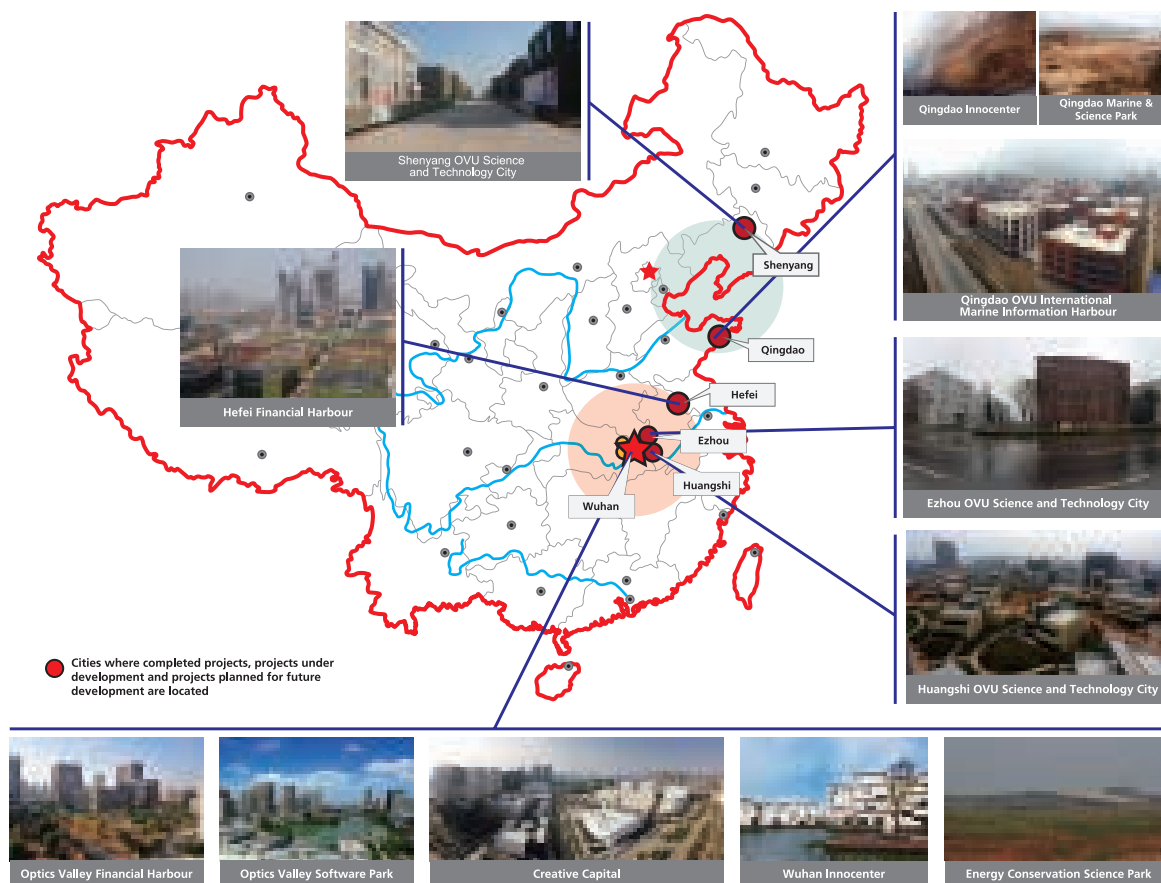 Shenyang OVU Science
and Technology City
Qingdao Innocenter
Qingdao Marine &
Science Park
Qingdao OVU International
Marine Information Harbour
Shenyang
Qingdao
Hefei Financial Harbour
Hefei
Ezhou
Huangshi
Wuhan
Ezhou OVU Science and Technology City
Huangshi OVU Science and Technology City
Cities where completed projects, projects under
development and projects planned for future
development are located
Optics Valley Financial Harbour
Optics Valley Software Park
Creative Capital
Wuhan Innocenter
Energy Conservation Science Park